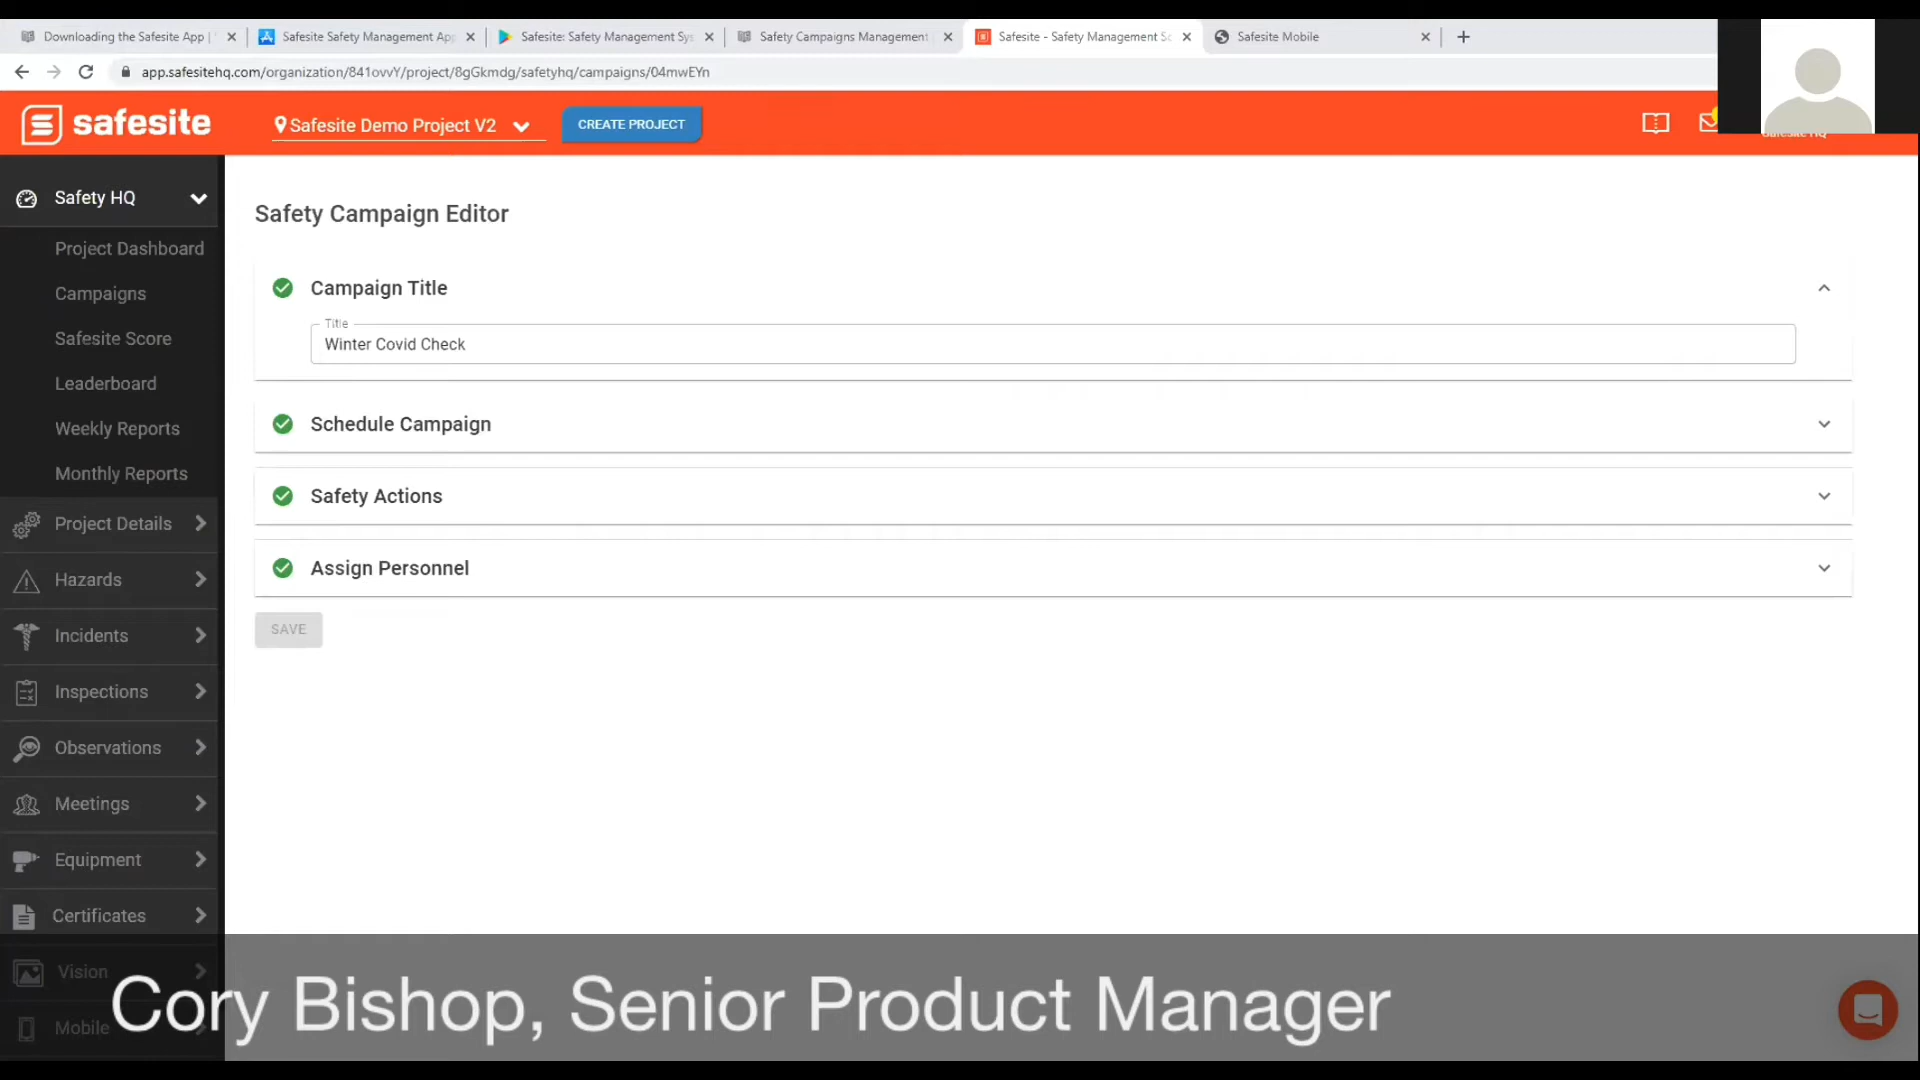 Downloading the Safesite App |
Safesite Safety Management App
Safesite: Safety Management Sys
Safety Campaigns Management
Safesite - Safety Management So
Safesite Mobile
app.safesitehq.com/organization/841ovvY/project/8gGkmdg/safetyhq/campaigns/04mwEYn
safesite
Safesite Demo Project V2
CREATE PROJECT
Safesite HQ
Safety HQ
Project Dashboard
Campaigns
Safesite Score
Leaderboard
Weekly Reports
Monthly Reports
Project Details
Hazards
Incidents
Inspections
Observations
Meetings
Equipment
Certificates
Vision
Mobile
Safety Campaign Editor
Campaign Title
Title
Winter Covid Check
Schedule Campaign
Safety Actions
Assign Personnel
SAVE
Cory Bishop, Senior Product Manager